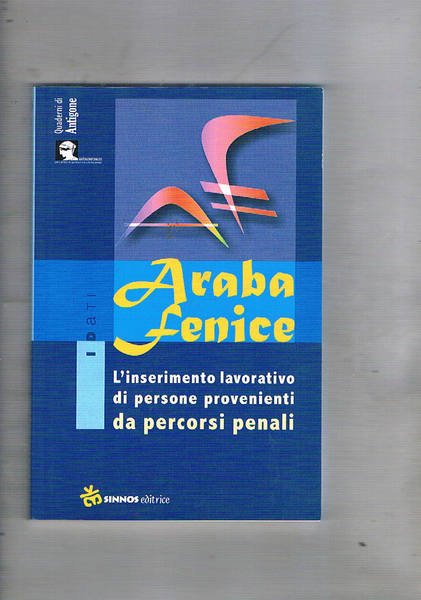 Quaderni di
Antigone
Araba
Fenice
I DATI
L'inserimento lavorativo
di persone provenienti
da percorsi penali
SINNOS editrice